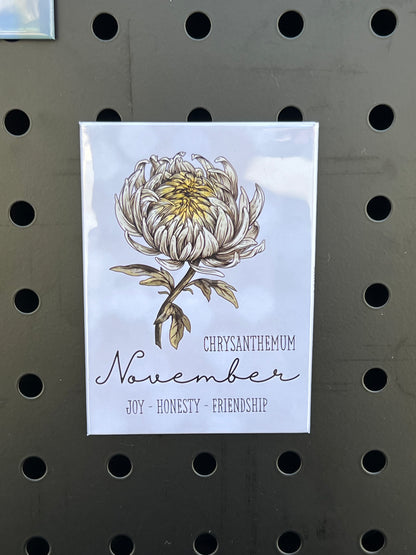 CHRYSANTHEMUM
November
JOY - HONESTY - FRIENDSHIP